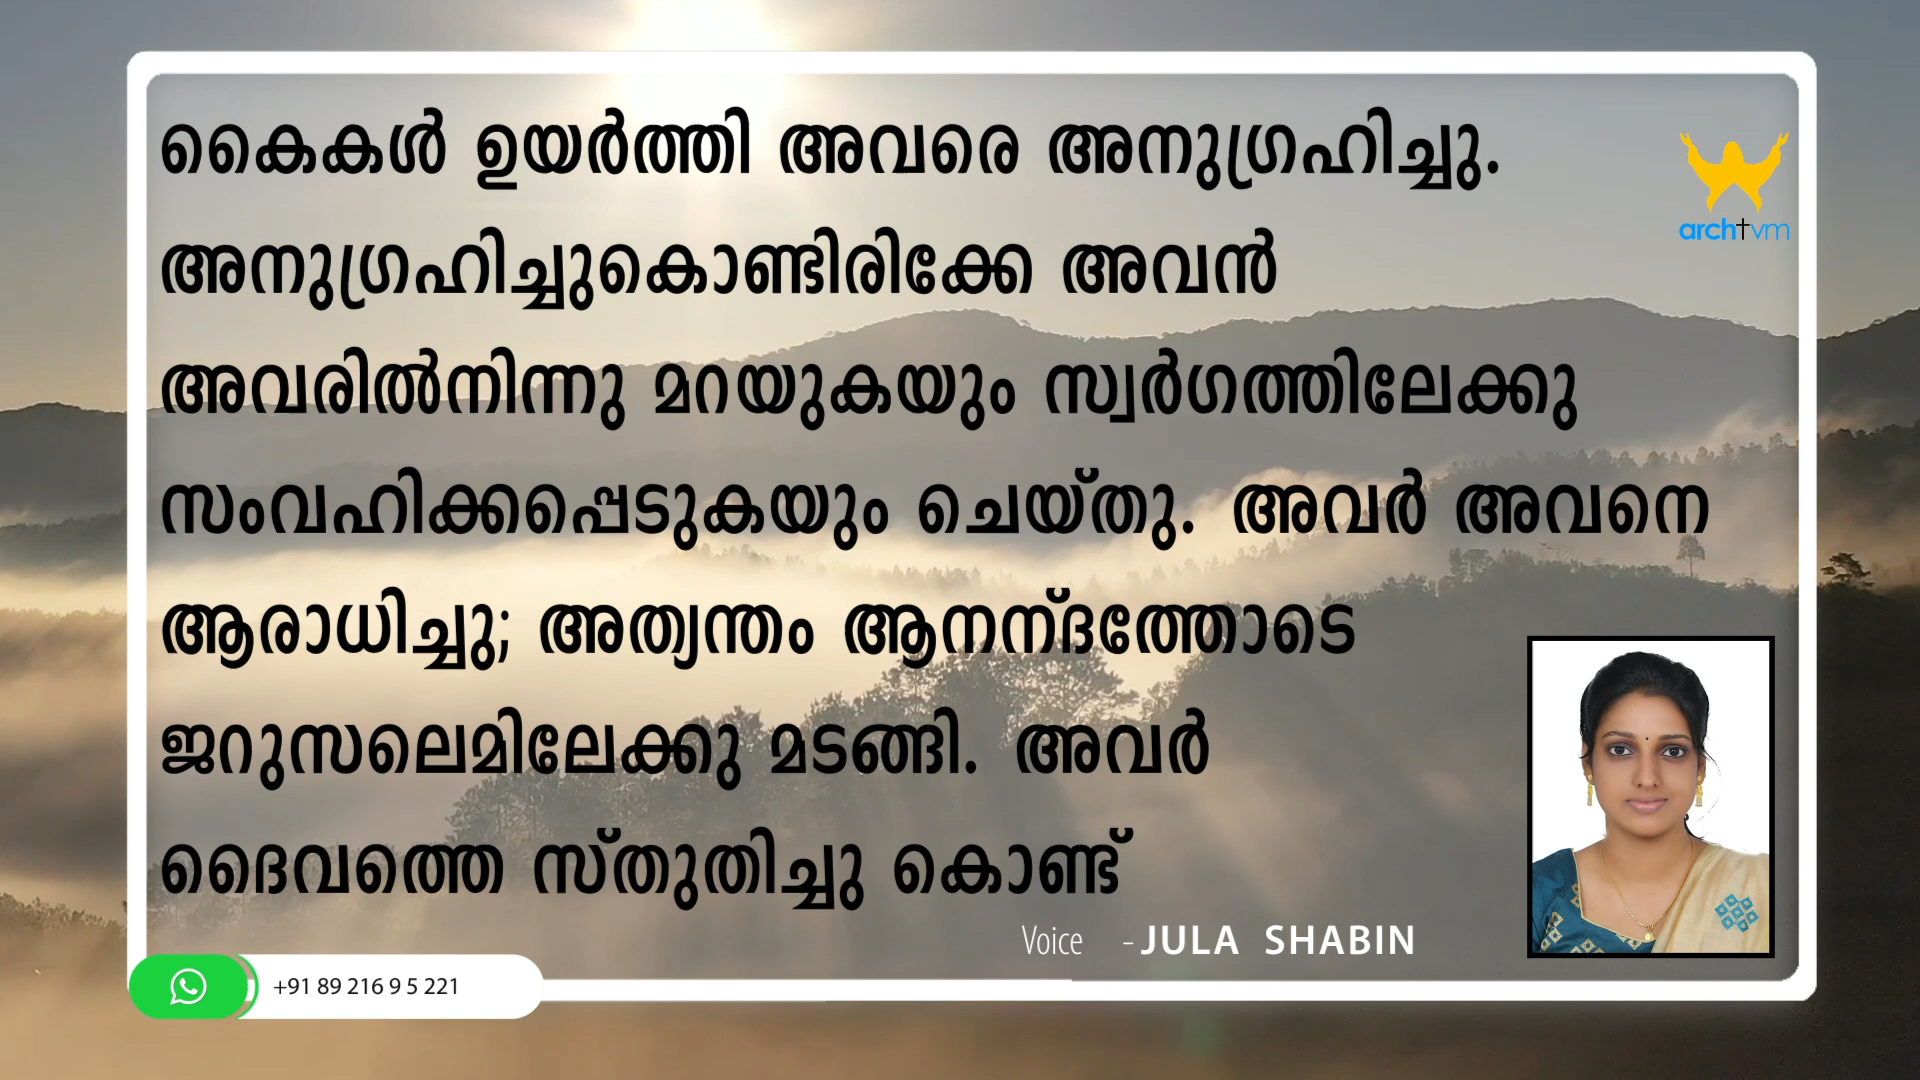 കൈകൾ ഉയർത്തി അവരെ അനുഗ്രഹിച്ചു.
അനുഗ്രഹിച്ചുകൊണ്ടിരിക്കേ അവൻ
അവരിൽനിന്നു മറയുകയും സ്വർഗത്തിലേക്കു
സംവഹിക്കപ്പെടുകയും ചെയ്തു. അവർ അവനെ
ആരാധിച്ചു; അത്യന്തം ആനന്ദത്തോടെ
ജറുസലെമിലേക്കു മടങ്ങി. അവർ
ദൈവത്തെ സ്തുതിച്ചു കൊണ്ട്
archtvm
Voice - JULA SHABIN
+91 89 216 9 5 221